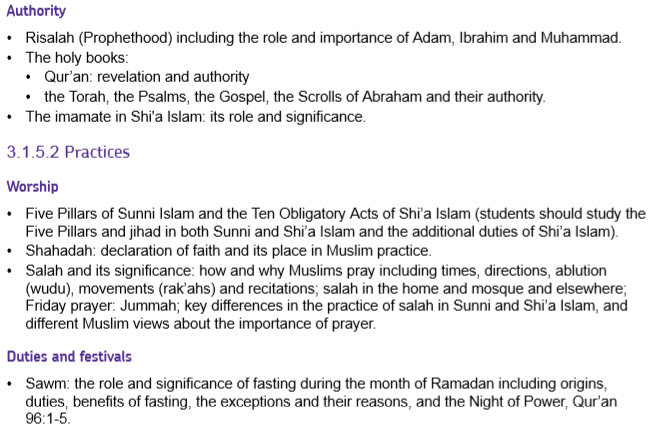 Authority
• Risalah (Prophethood) including the role and importance of Adam, Ibrahim and Muhammad.
• The holy books:
• Qur'an: revelation and authority
• the Torah, the Psalms, the Gospel, the Scrolls of Abraham and their authority.
• The imamate in Shi'a Islam: its role and significance.
3.1.5.2 Practices
Worship
• Five Pillars of Sunni Islam and the Ten Obligatory Acts of Shi'a Islam (students should study the
Five Pillars and jihad in both Sunni and Shi'a Islam and the additional duties of Shi'a Islam).
• Shahadah: declaration of faith and its place in Muslim practice.
• Salah and its significance: how and why Muslims pray including times, directions, ablution
(wudu), movements (rak'ahs) and recitations; salah in the home and mosque and elsewhere;
Friday prayer: Jummah; key differences in the practice of salah in Sunni and Shi'a Islam, and
different Muslim views about the importance of prayer.
Duties and festivals
• Sawm: the role and significance of fasting during the month of Ramadan including origins,
duties, benefits of fasting, the exceptions and their reasons, and the Night of Power, Qur'an
96:1-5.